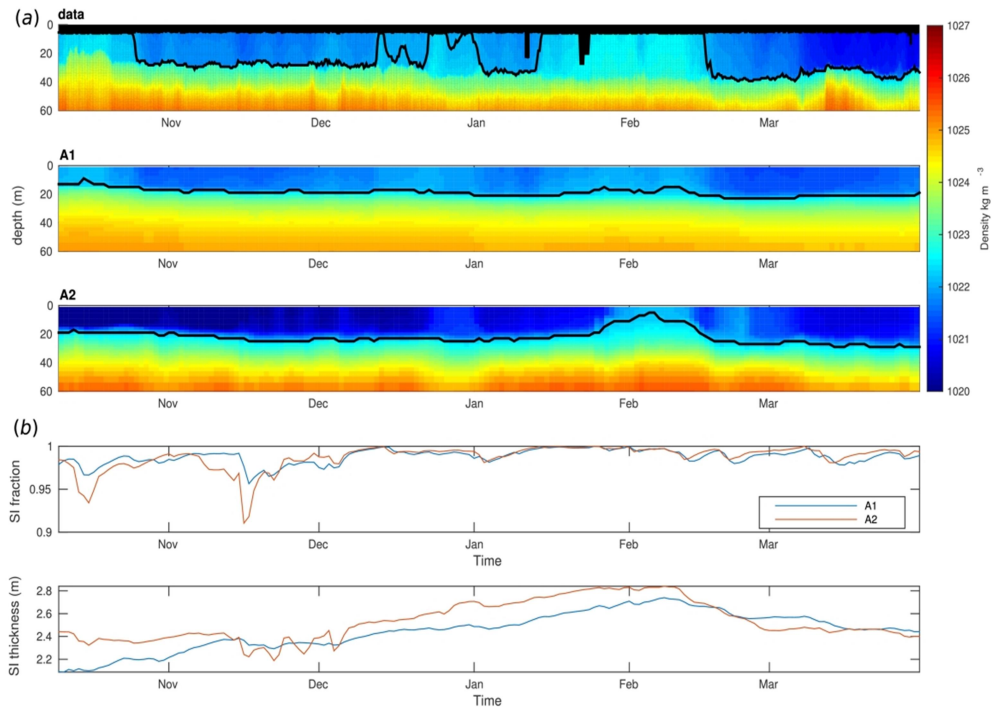 (a)
data
0
20
40
60
Nov
Dec
Jan
Feb
Mar
A1
0
20
40
60
Nov
Dec
Jan
Feb
Mar
depth (m)
A2
0
20
40
60
Nov
Dec
Jan
Feb
Mar
1027
1026
1025
1024
1023
1022
1021
1020
Density kg m -3
(b)
1
0.95
0.9
SI fraction
A1
A2
Nov
Dec
Jan
Feb
Mar
Time
2.8
2.6
2.4
2.2
SI thickness (m)
Nov
Dec
Jan
Feb
Mar
Time